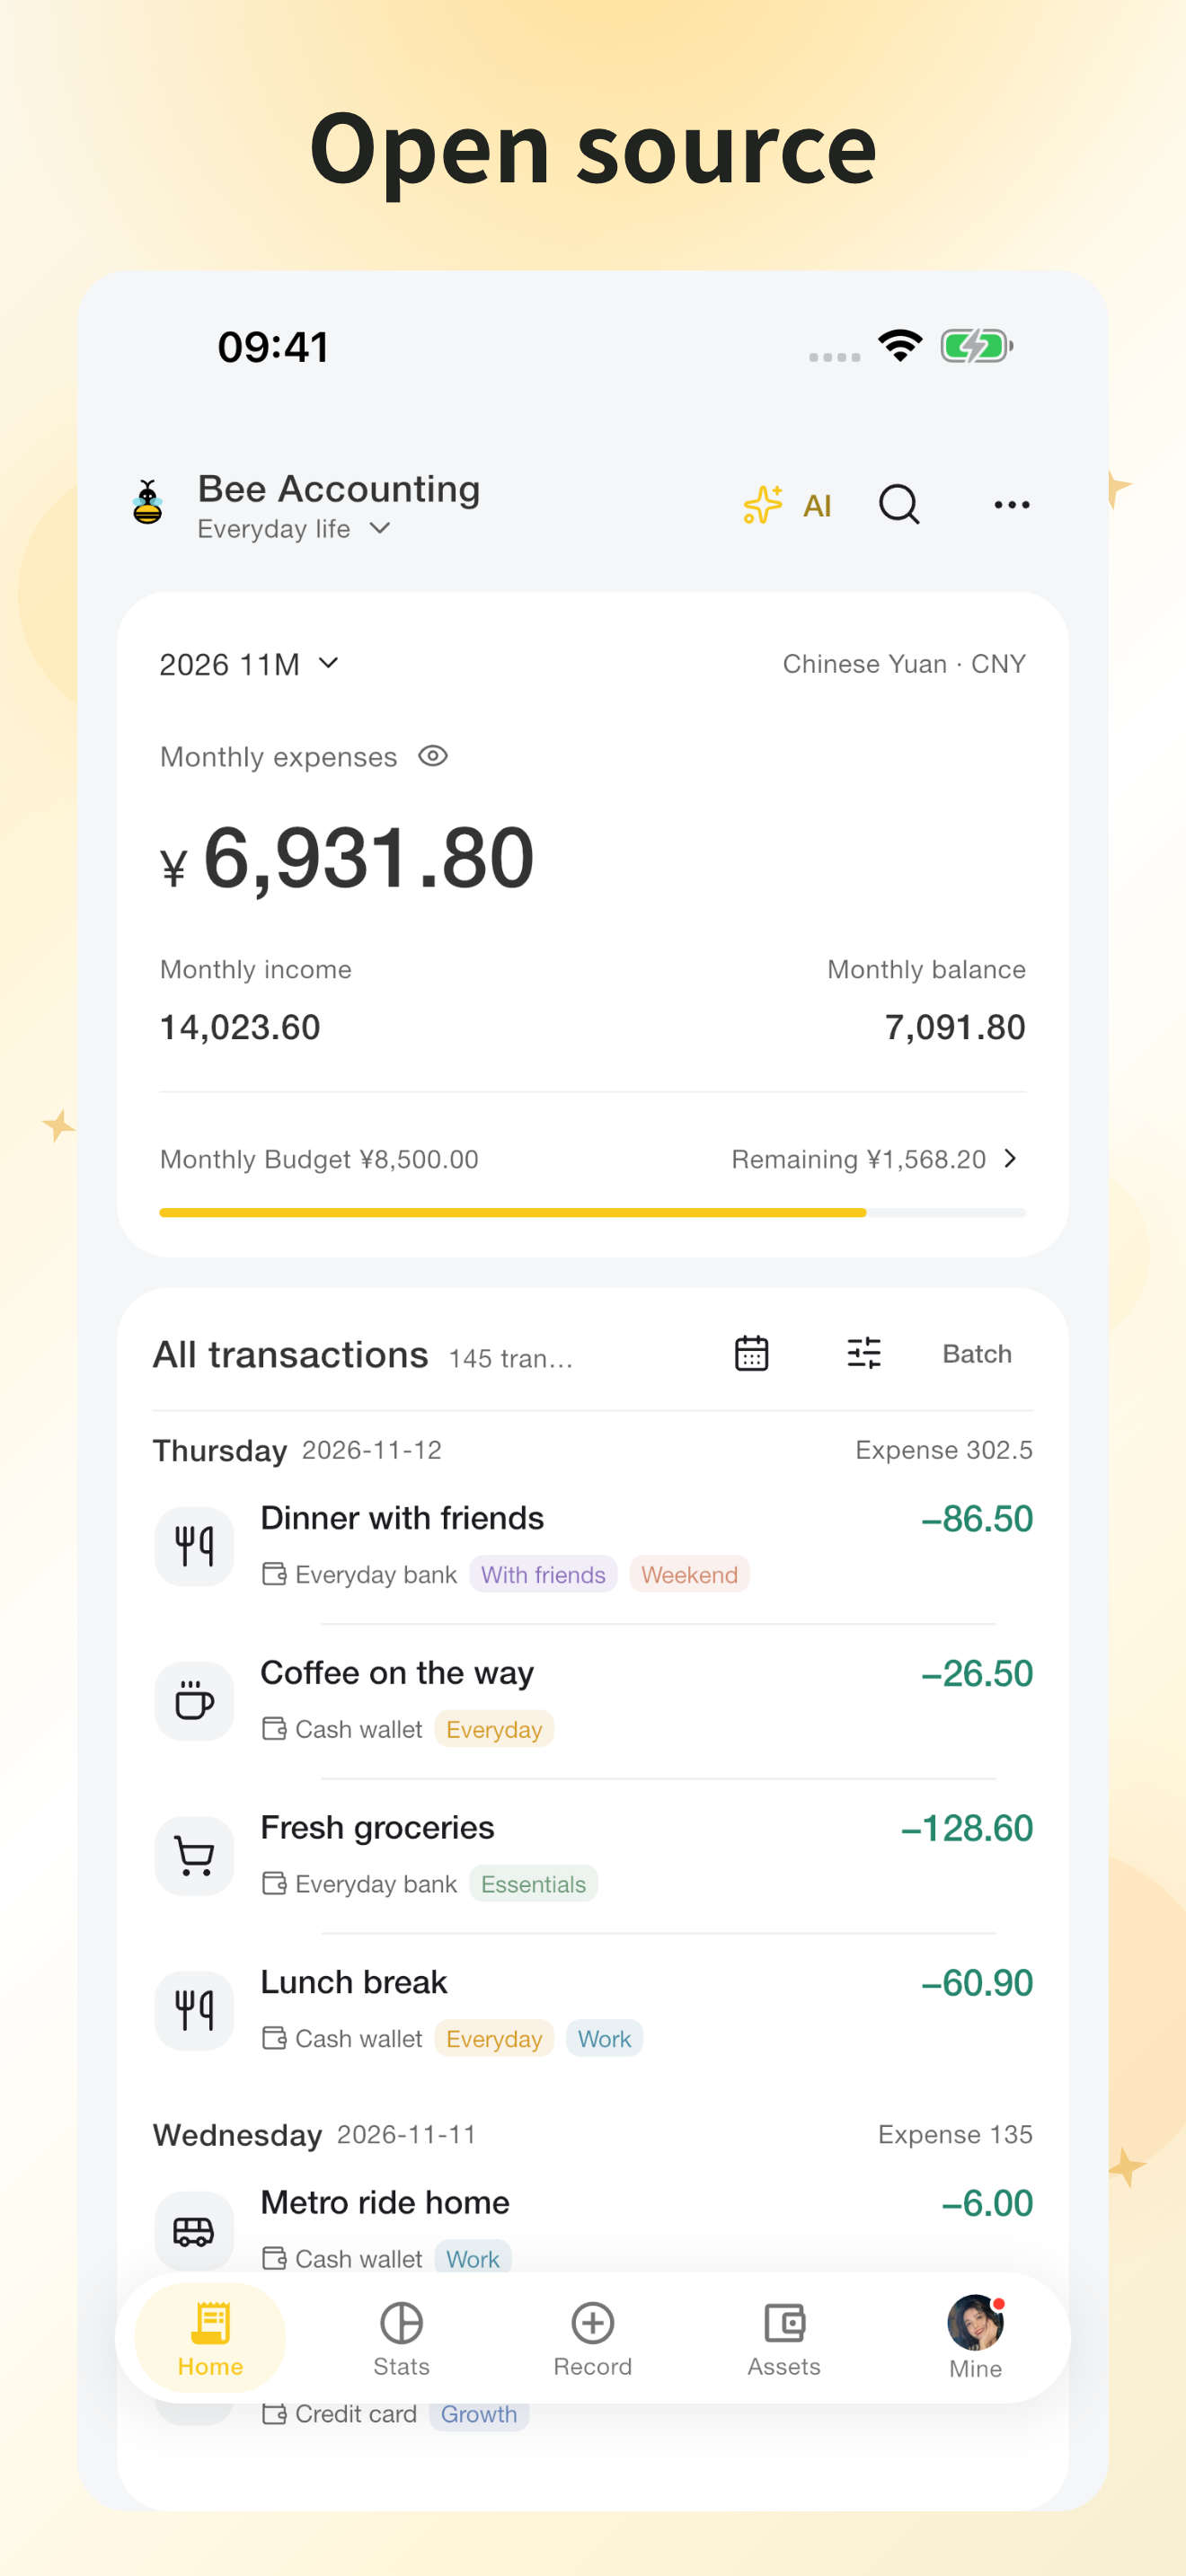 Open source
09:41
Bee Accounting
Everyday life
AI
2026 11M
Chinese Yuan · CNY
Monthly expenses
¥ 6,931.80
Monthly income
Monthly balance
14,023.60
7,091.80
Monthly Budget ¥8,500.00
Remaining ¥1,568.20
All transactions 145 tran...
Batch
Thursday 2026-11-12
Expense 302.5
Dinner with friends
−86.50
Everyday bank With friends Weekend
Coffee on the way
−26.50
Cash wallet Everyday
Fresh groceries
−128.60
Everyday bank Essentials
Lunch break
−60.90
Cash wallet Everyday Work
Wednesday 2026-11-11
Expense 135
Metro ride home
−6.00
Cash wallet Work
Home
Stats
Record
Assets
Mine
Credit card Growth